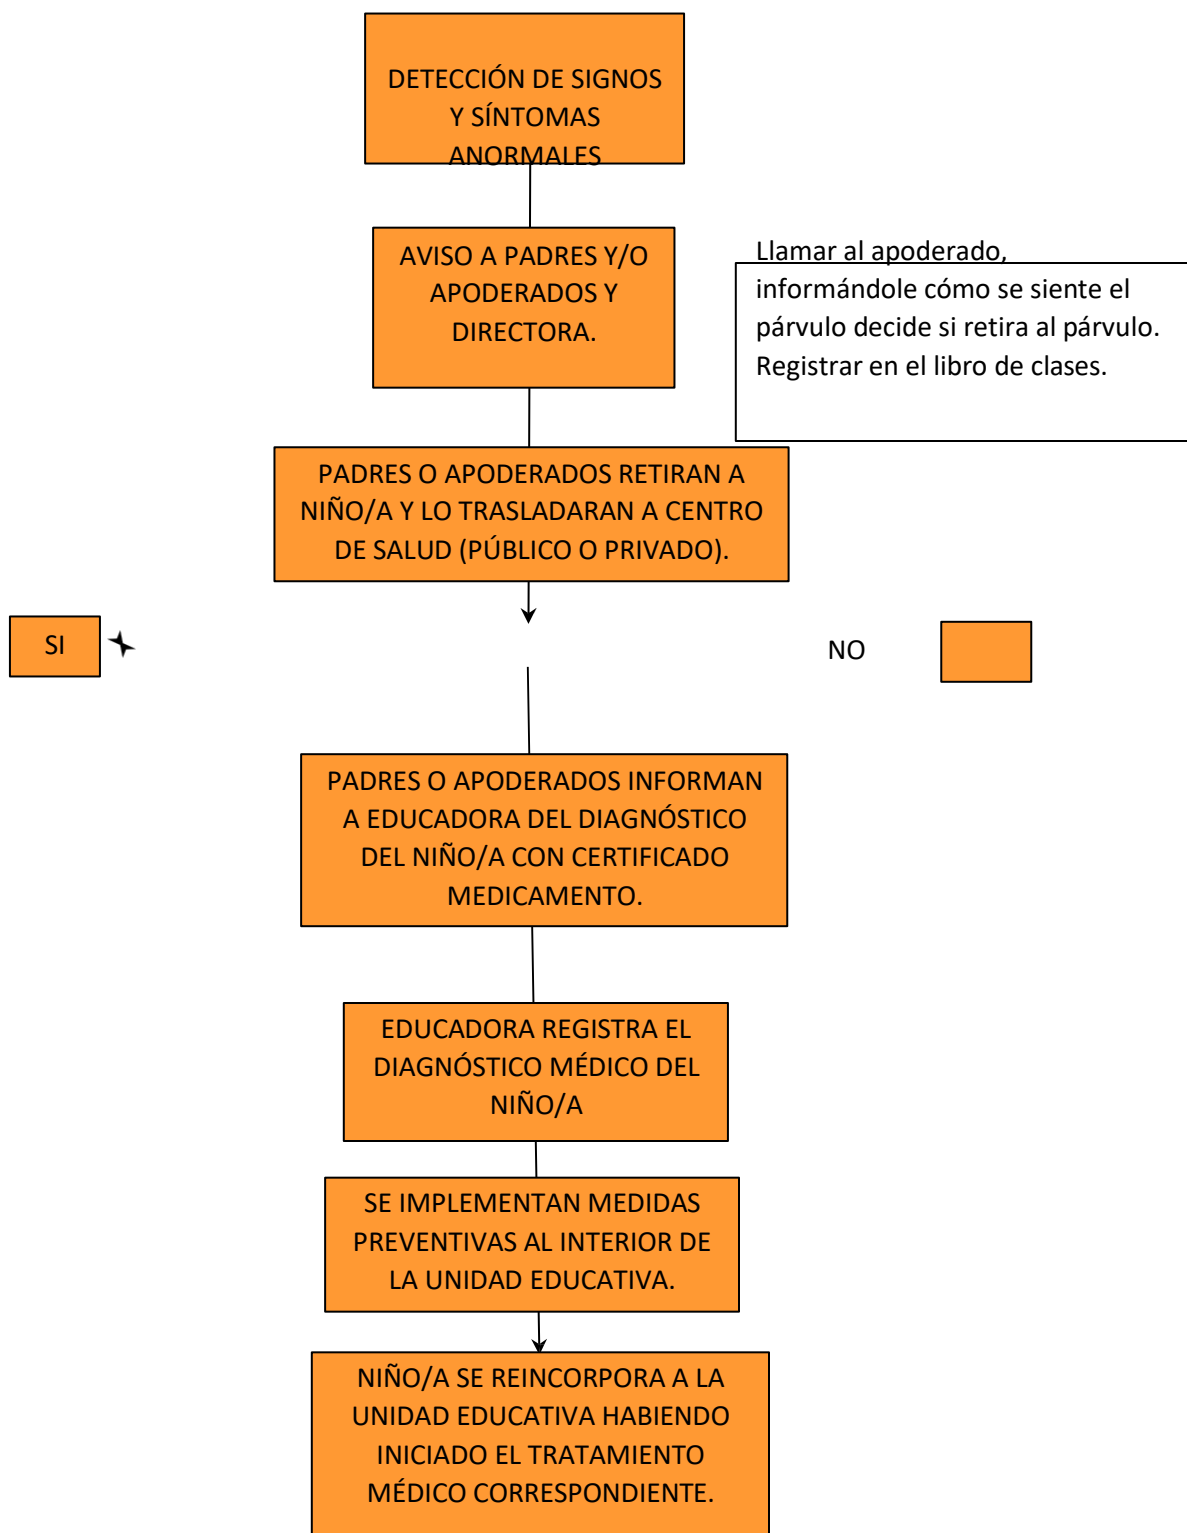 DETECCIÓN DE SIGNOS
Y SÍNTOMAS
ANORMALES
AVISO A PADRES Y/O
APODERADOS Y
DIRECTORA.
Llamar al apoderado,
informándole cómo se siente el
párvulo decide si retira al párvulo.
Registrar en el libro de clases.
PADRES O APODERADOS RETIRAN A
NIÑO/A Y LO TRASLADARAN A CENTRO
DE SALUD (PÚBLICO O PRIVADO).
SI
NO
PADRES O APODERADOS INFORMAN
A EDUCADORA DEL DIAGNÓSTICO
DEL NIÑO/A CON CERTIFICADO
MEDICAMENTO.
EDUCADORA REGISTRA EL
DIAGNÓSTICO MÉDICO DEL
NIÑO/A
SE IMPLEMENTAN MEDIDAS
PREVENTIVAS AL INTERIOR DE
LA UNIDAD EDUCATIVA.
NIÑO/A SE REINCORPORA A LA
UNIDAD EDUCATIVA HABIENDO
INICIADO EL TRATAMIENTO
MÉDICO CORRESPONDIENTE.